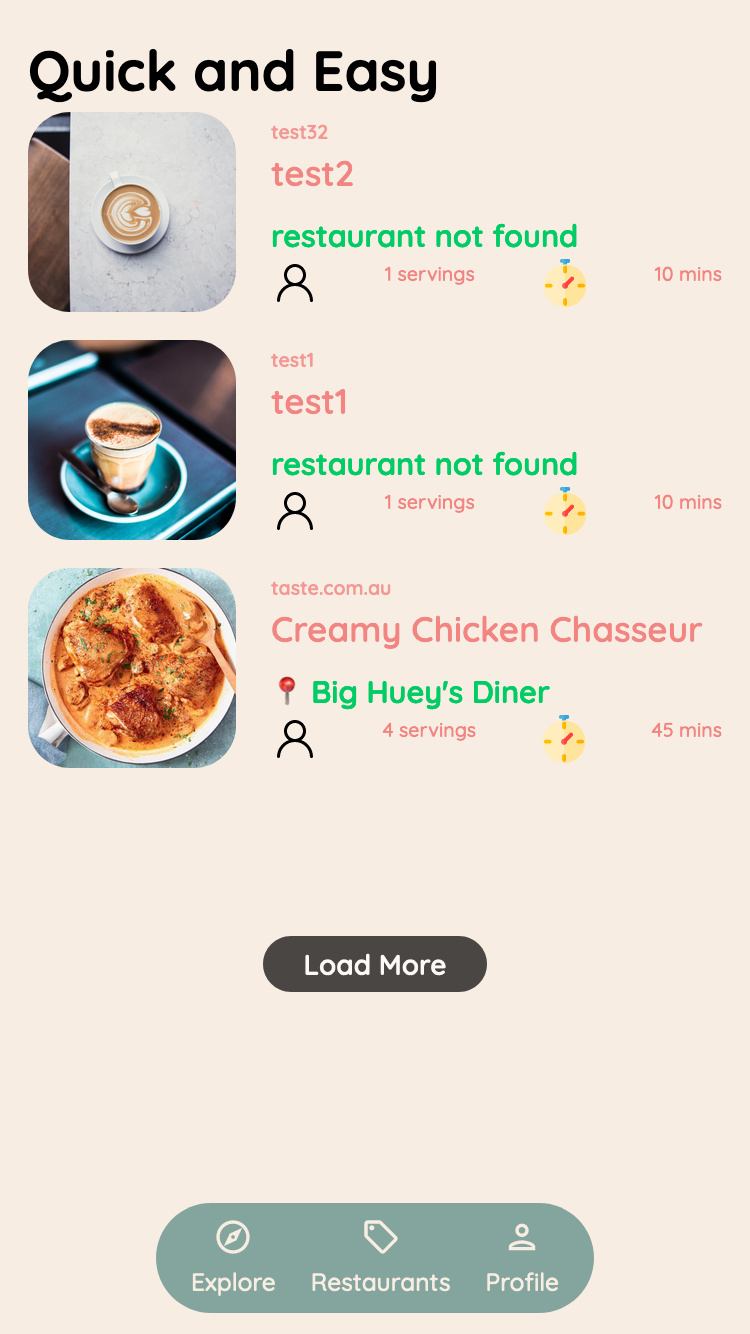 Quick and Easy
test32
test2
restaurant not found
1 servings
10 mins
test1
test1
restaurant not found
1 servings
10 mins
taste.com.au
Creamy Chicken Chasseur
Big Huey's Diner
4 servings
45 mins
Load More
Explore
Restaurants
Profile